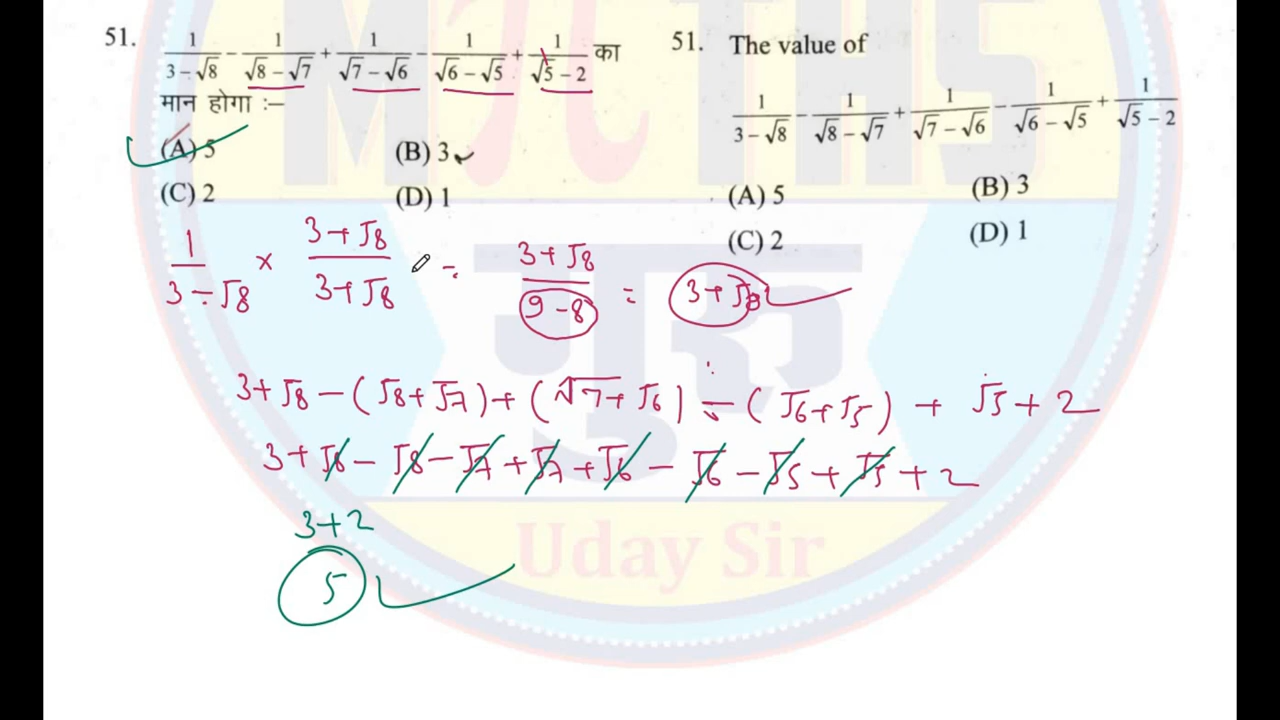 51. 1/(3 – √8) – 1/(√8 – √7) + 1/(√7 – √6) – 1/(√6 – √5) + 1/(√5 – 2) का
मान होगा :–
(A) 5 (B) 3
(C) 2 (D) 1
51. The value of
1/(3 – √8) – 1/(√8 – √7) + 1/(√7 – √6) – 1/(√6 – √5) + 1/(√5 – 2)
(A) 5 (B) 3
(C) 2 (D) 1
1/(3 – √8) × (3+√8)/(3+√8) = (3+√8)/(9–8) = 3+√8
3+√8 – (√8+√7) + (√7+√6) – (√6+√5) + √5+2
3+√8 – √8 – √7 + √7 + √6 – √6 – √5 + √5 + 2
3+2
5
MATHS
गुरु
Uday Sir